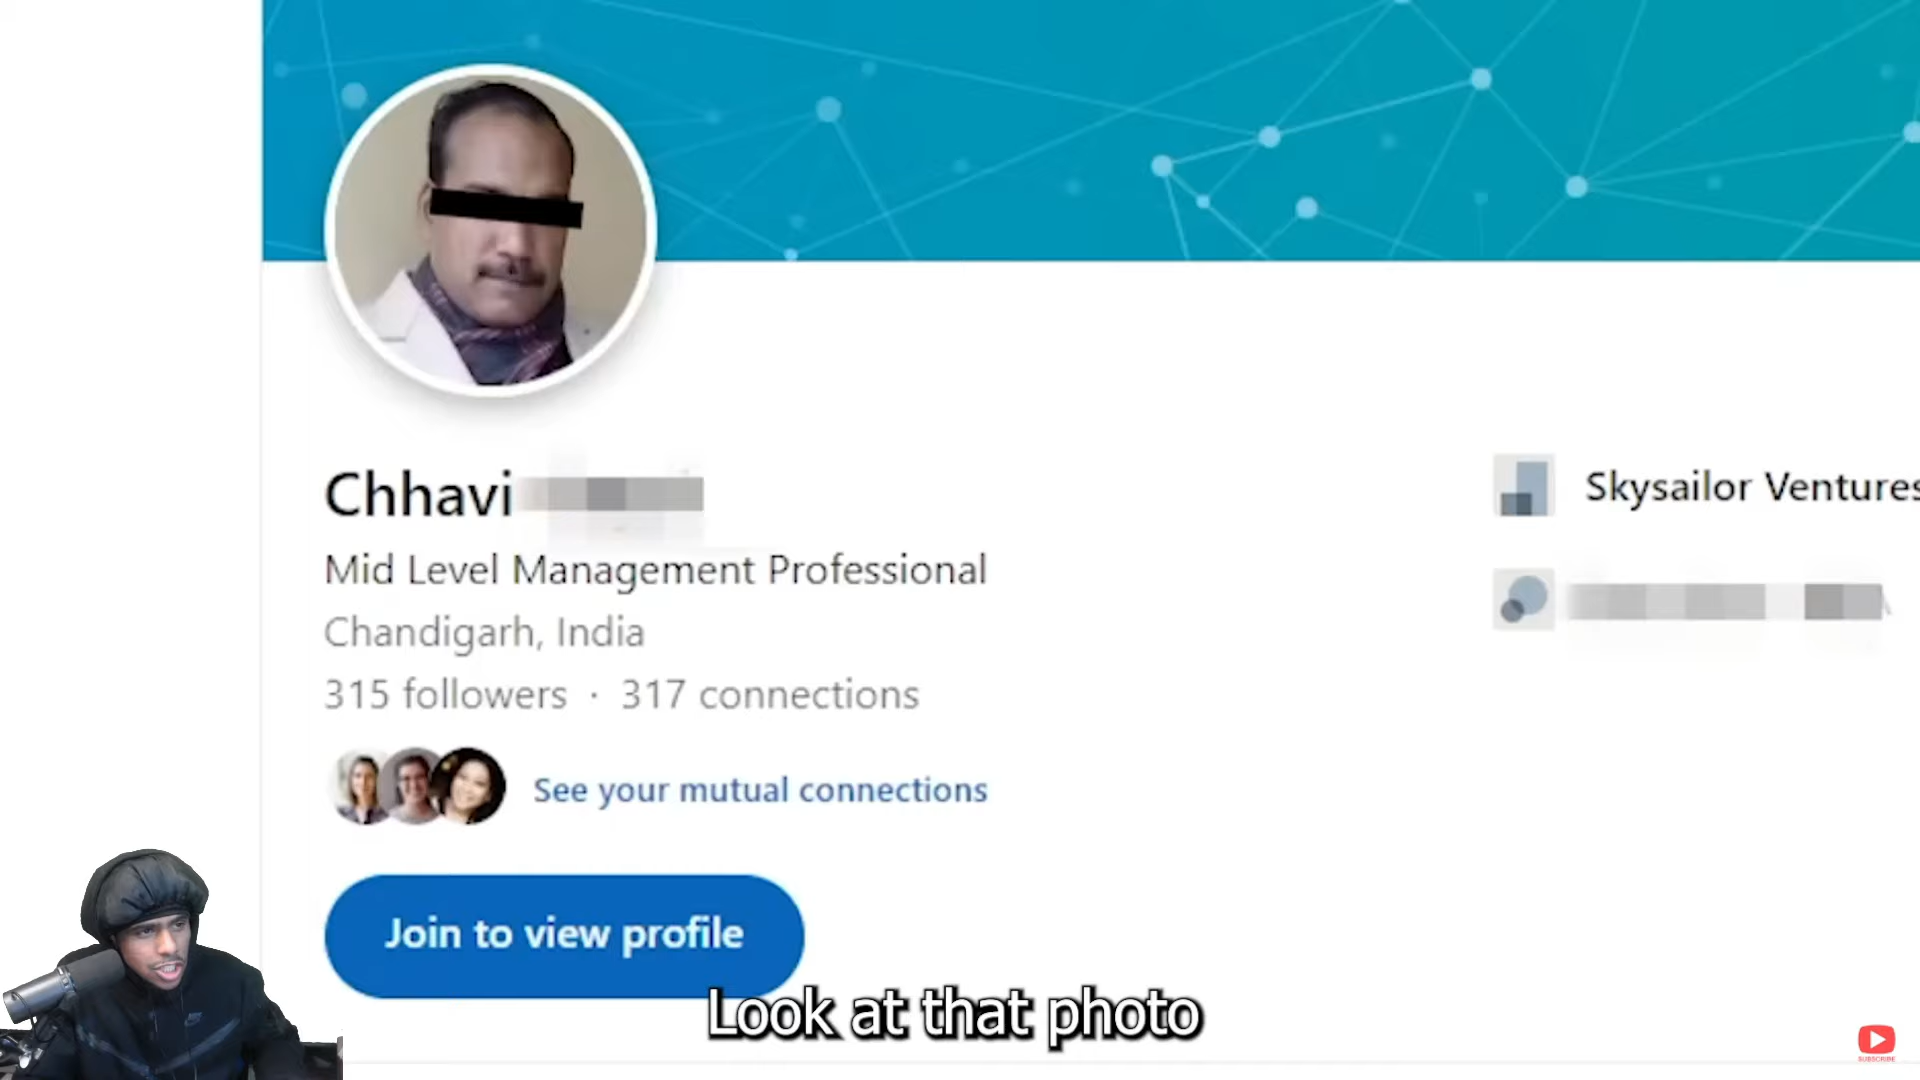 Chhavi
Mid Level Management Professional
Chandigarh, India
315 followers · 317 connections
See your mutual connections
Join to view profile
Skysailor Ventures
Look at that photo
SUBSCRIBE